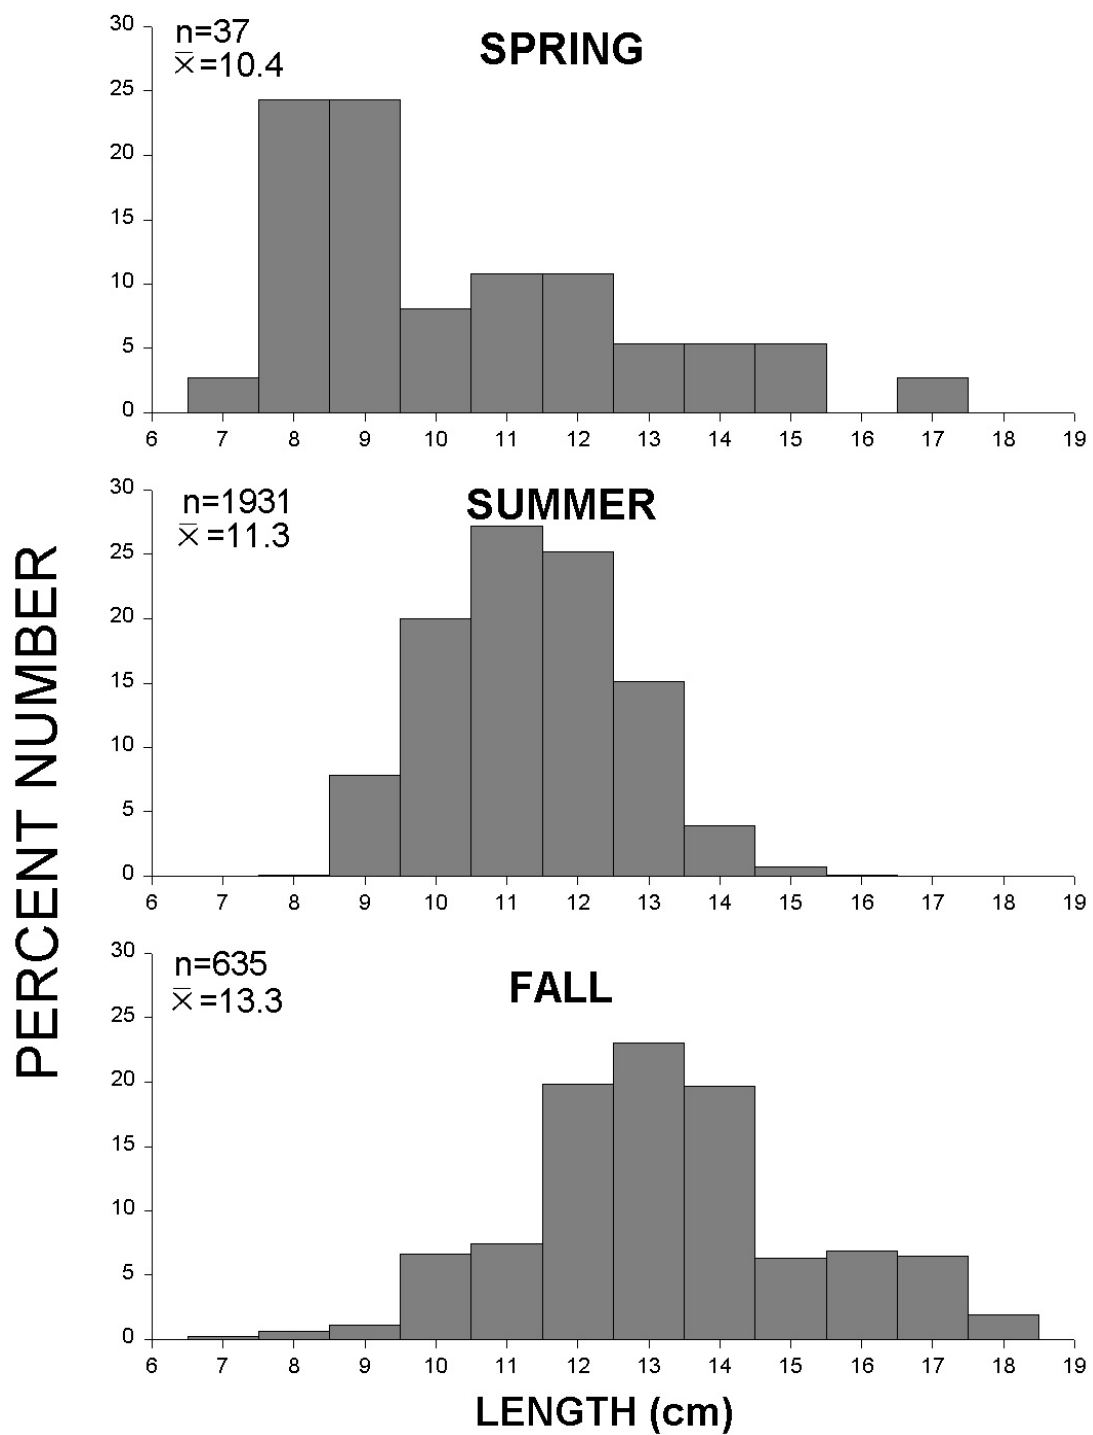 PERCENT NUMBER
SPRING
n=37
x̅=10.4
30
25
20
15
10
5
0
6 7 8 9 10 11 12 13 14 15 16 17 18 19
SUMMER
n=1931
x̅=11.3
30
25
20
15
10
5
0
6 7 8 9 10 11 12 13 14 15 16 17 18 19
FALL
n=635
x̅=13.3
30
25
20
15
10
5
0
6 7 8 9 10 11 12 13 14 15 16 17 18 19
LENGTH (cm)